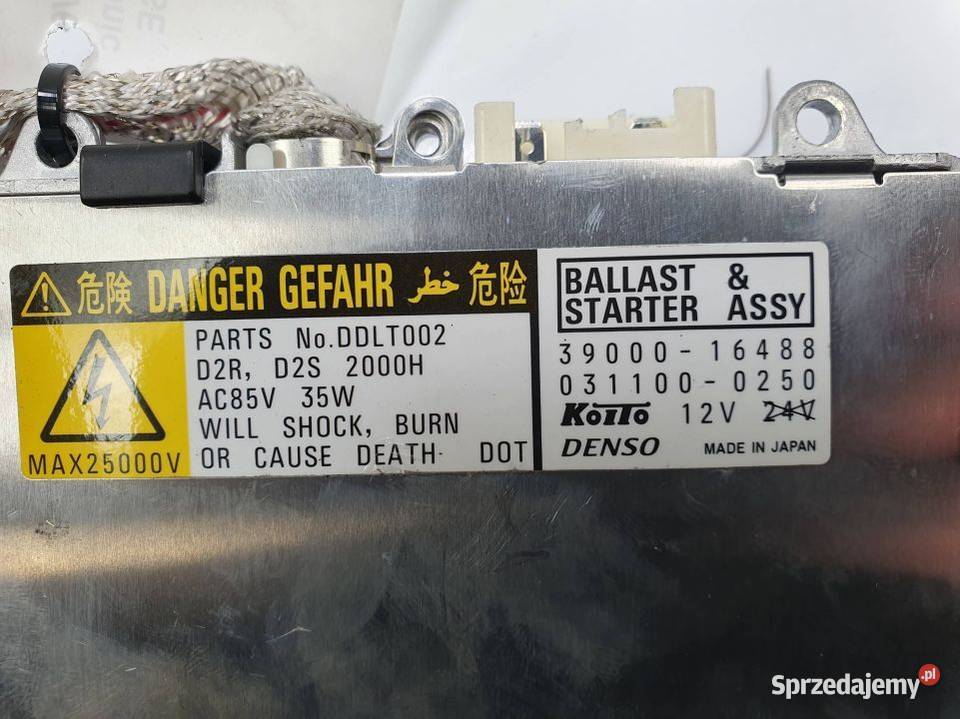 危険 DANGER GEFAHR خطر 危险
PARTS No.DDLT002
D2R, D2S 2000H
AC85V 35W
WILL SHOCK, BURN
OR CAUSE DEATH DOT
MAX25000V
BALLAST &
STARTER ASSY
39000-16488
031100-0250
KOITO 12V 24V
DENSO MADE IN JAPAN
Sprzedajemy.pl